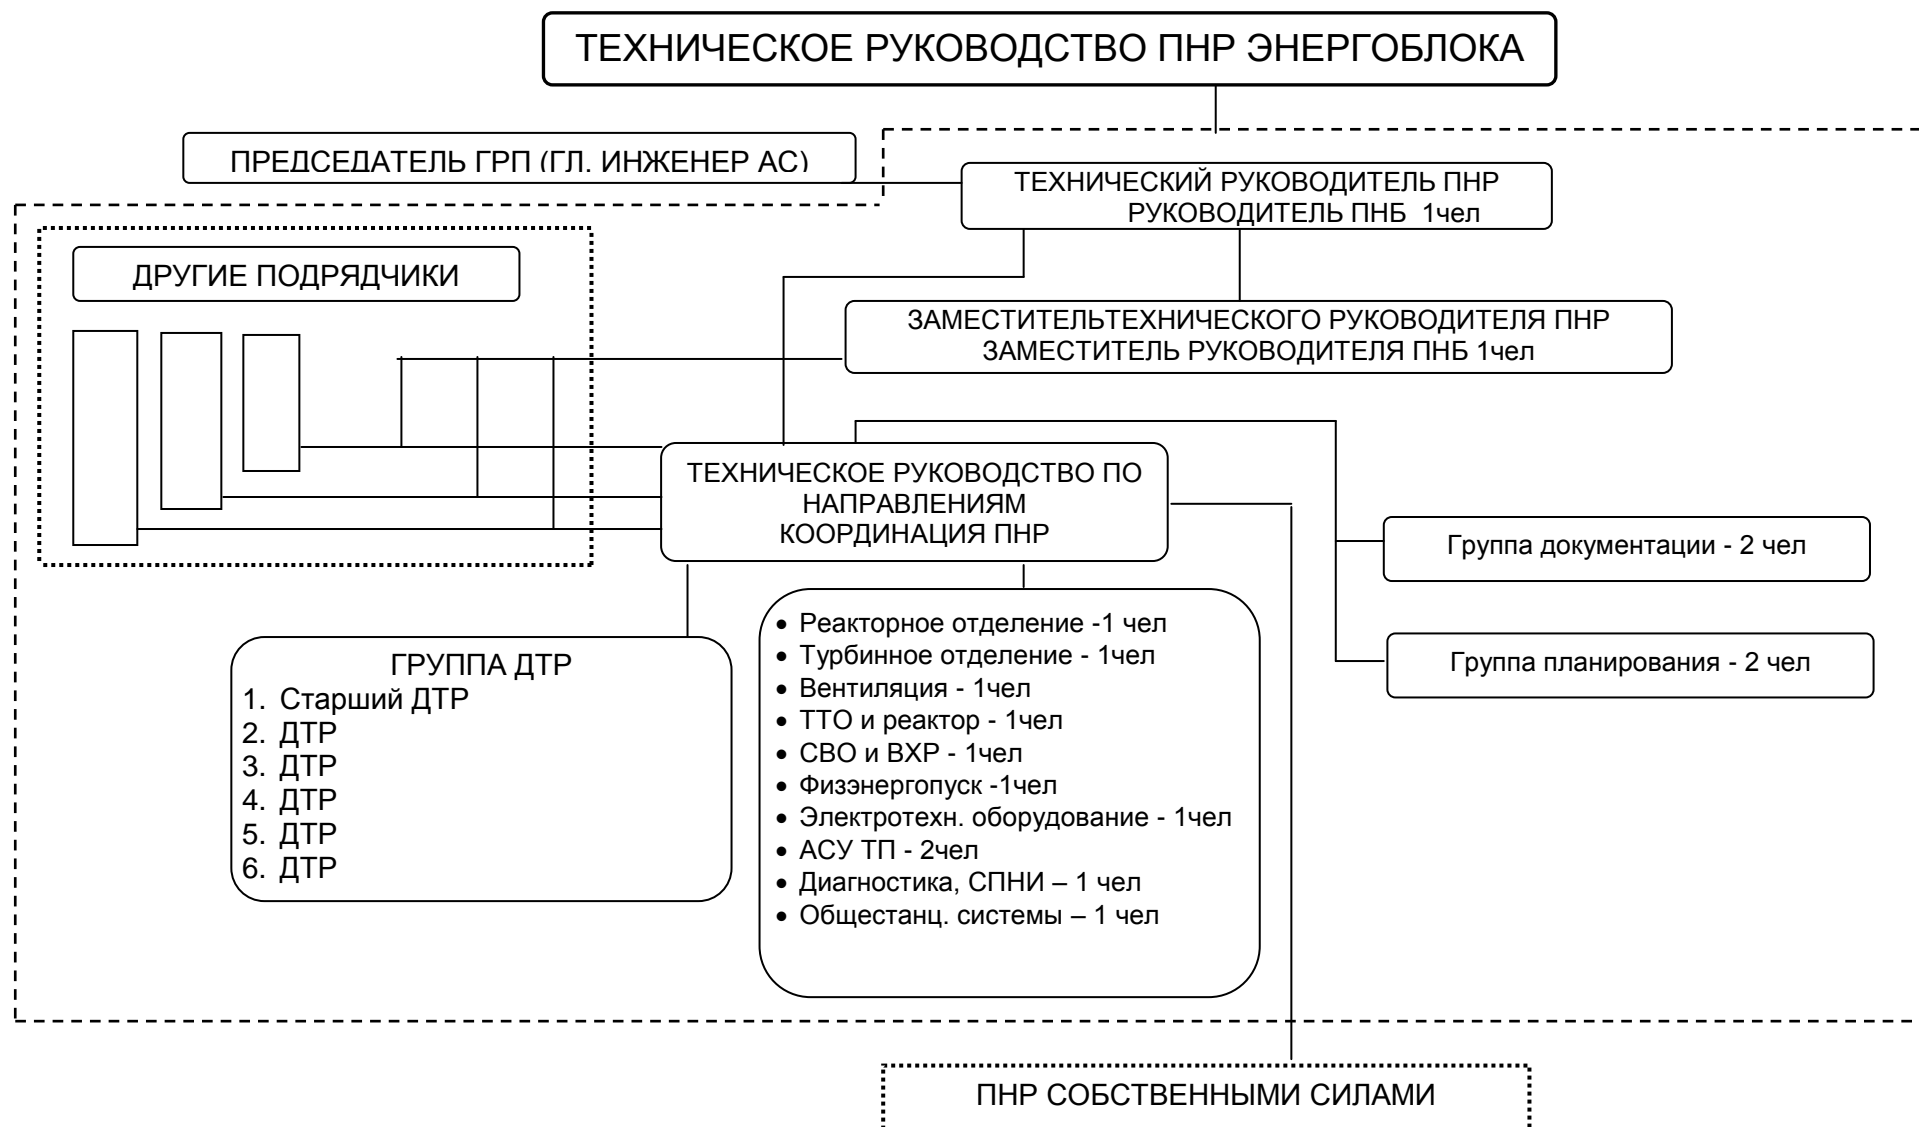 ТЕХНИЧЕСКОЕ РУКОВОДСТВО ПНР ЭНЕРГОБЛОКА
ПРЕДСЕДАТЕЛЬ ГРП (ГЛ. ИНЖЕНЕР АС)
ТЕХНИЧЕСКИЙ РУКОВОДИТЕЛЬ ПНР
РУКОВОДИТЕЛЬ ПНБ 1чел
ДРУГИЕ ПОДРЯДЧИКИ
ЗАМЕСТИТЕЛЬТЕХНИЧЕСКОГО РУКОВОДИТЕЛЯ ПНР
ЗАМЕСТИТЕЛЬ РУКОВОДИТЕЛЯ ПНБ 1чел
ТЕХНИЧЕСКОЕ РУКОВОДСТВО ПО
НАПРАВЛЕНИЯМ
КООРДИНАЦИЯ ПНР
Группа документации - 2 чел
Группа планирования - 2 чел
ГРУППА ДТР
1. Старший ДТР
2. ДТР
3. ДТР
4. ДТР
5. ДТР
6. ДТР
• Реакторное отделение -1 чел
• Турбинное отделение - 1чел
• Вентиляция - 1чел
• ТТО и реактор - 1чел
• СВО и ВХР - 1чел
• Физэнергопуск -1чел
• Электротехн. оборудование - 1чел
• АСУ ТП - 2чел
• Диагностика, СПНИ – 1 чел
• Общестанц. системы – 1 чел
ПНР СОБСТВЕННЫМИ СИЛАМИ